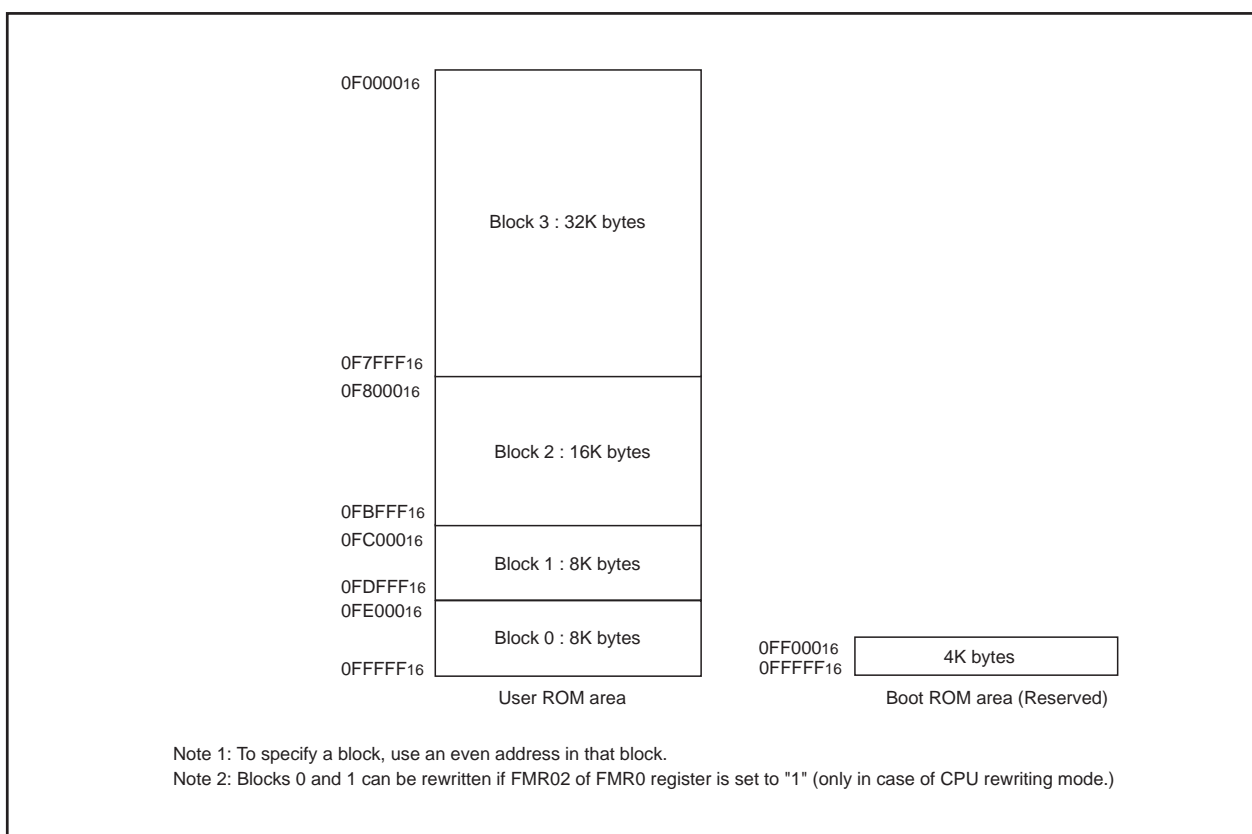 0F000016
Block 3 : 32K bytes
0F7FFF16
0F800016
Block 2 : 16K bytes
0FBFFF16
0FC00016
Block 1 : 8K bytes
0FDFFF16
0FE00016
Block 0 : 8K bytes
0FFFFF16
User ROM area
0FF00016
4K bytes
0FFFFF16
Boot ROM area (Reserved)
Note 1: To specify a block, use an even address in that block.
Note 2: Blocks 0 and 1 can be rewritten if FMR02 of FMR0 register is set to "1" (only in case of CPU rewriting mode.)